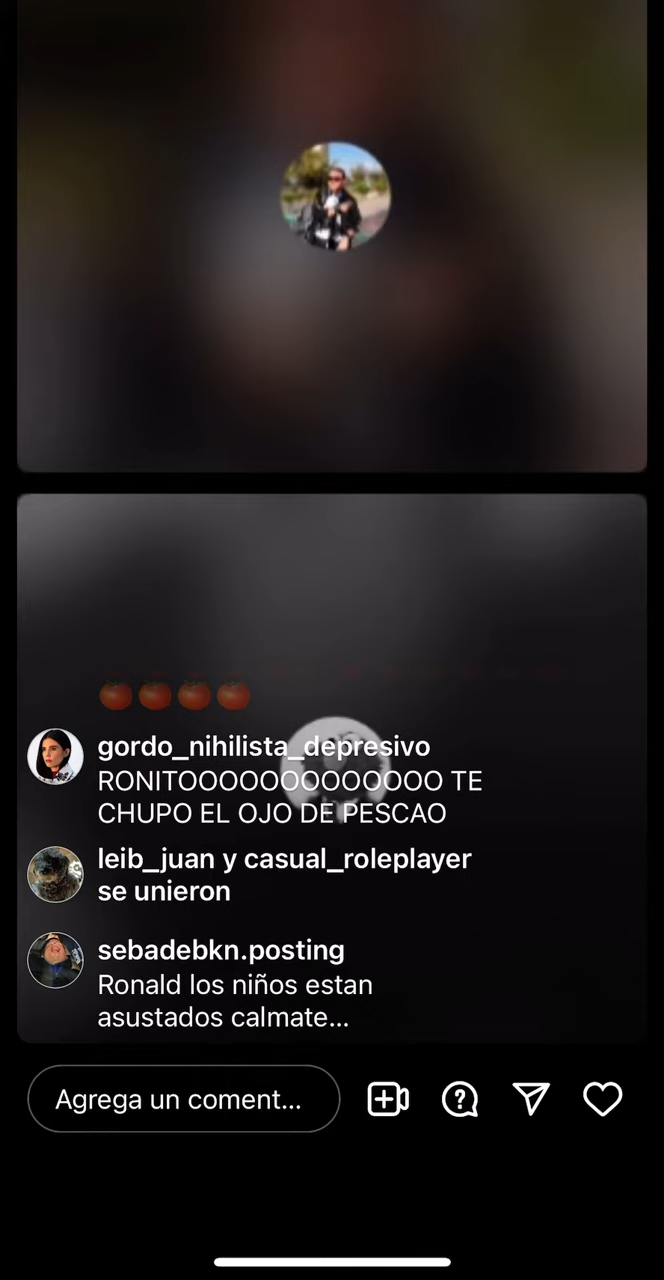 🍅🍅🍅🍅
gordo_nihilista_depresivo
RONITOOOOOOOOOOOOO TE
CHUPO EL OJO DE PESCAO
leib_juan y casual_roleplayer
se unieron
sebadebkn.posting
Ronald los niños estan
asustados calmate...
Agrega un coment...